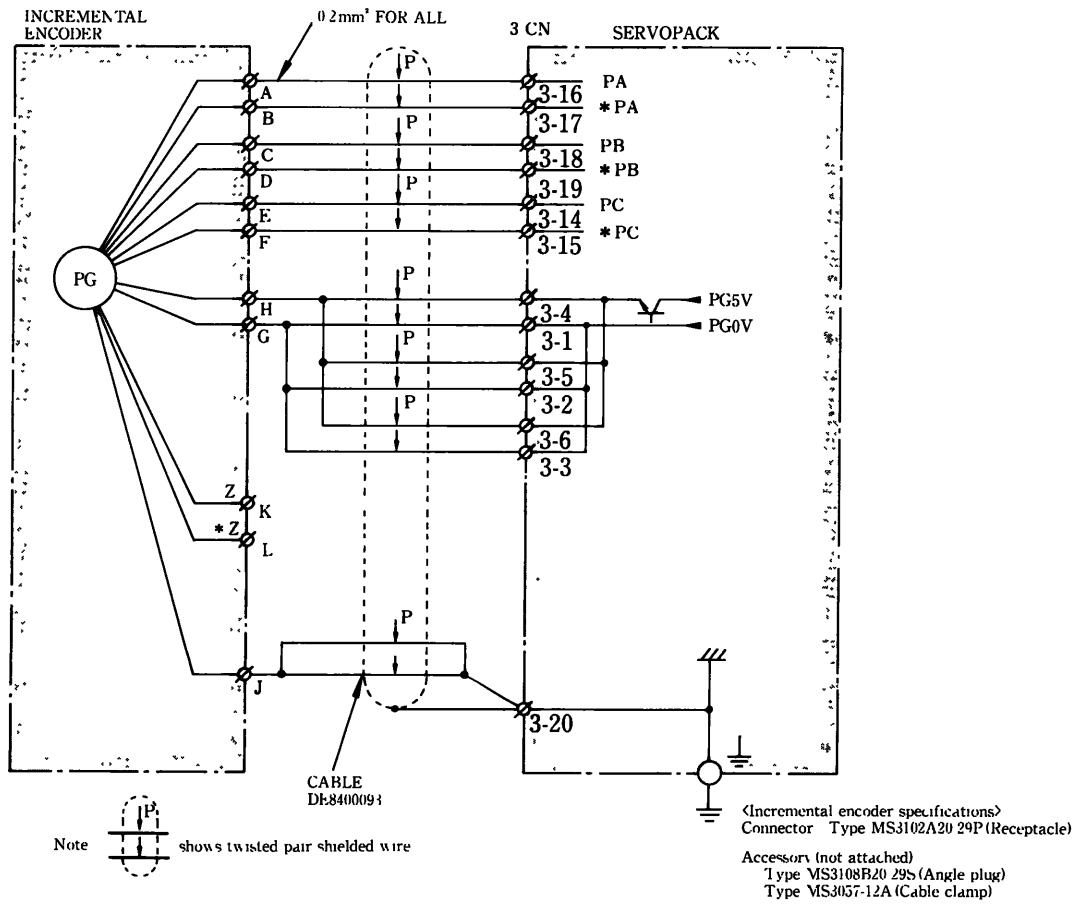 INCREMENTAL
ENCODER
0.2mm² FOR ALL
3 CN
SERVOPACK
P
A
3-16
PA
B
3-17
*PA
P
C
3-18
PB
D
3-19
*PB
P
E
3-14
PC
F
3-15
*PC
PG
P
H
3-4
PG5V
G
3-1
PG0V
P
3-5
3-2
P
3-6
3-3
Z
K
*Z
L
P
J
3-20
CABLE
DE8400093
Note
P
shows twisted pair shielded wire
<Incremental encoder specifications>
Connector Type MS3102A20 29P (Receptacle)
Accessory (not attached)
Type MS3108B20 29S (Angle plug)
Type MS3057-12A (Cable clamp)